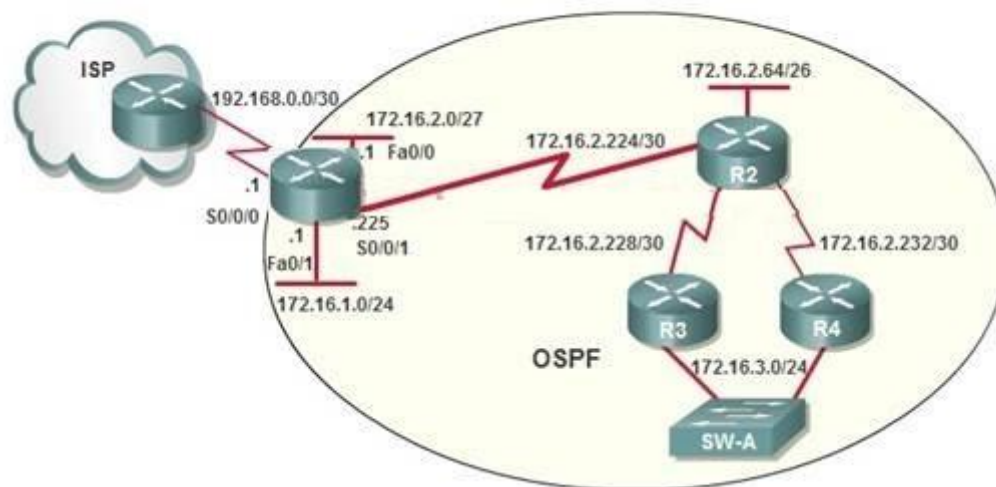 ISP
192.168.0.0/30
172.16.2.0/27
.1 Fa0/0
.1
S0/0/0
.225
S0/0/1
.1
Fa0/1
172.16.1.0/24
172.16.2.224/30
172.16.2.64/26
R2
172.16.2.228/30
172.16.2.232/30
R3
R4
172.16.3.0/24
OSPF
SW-A